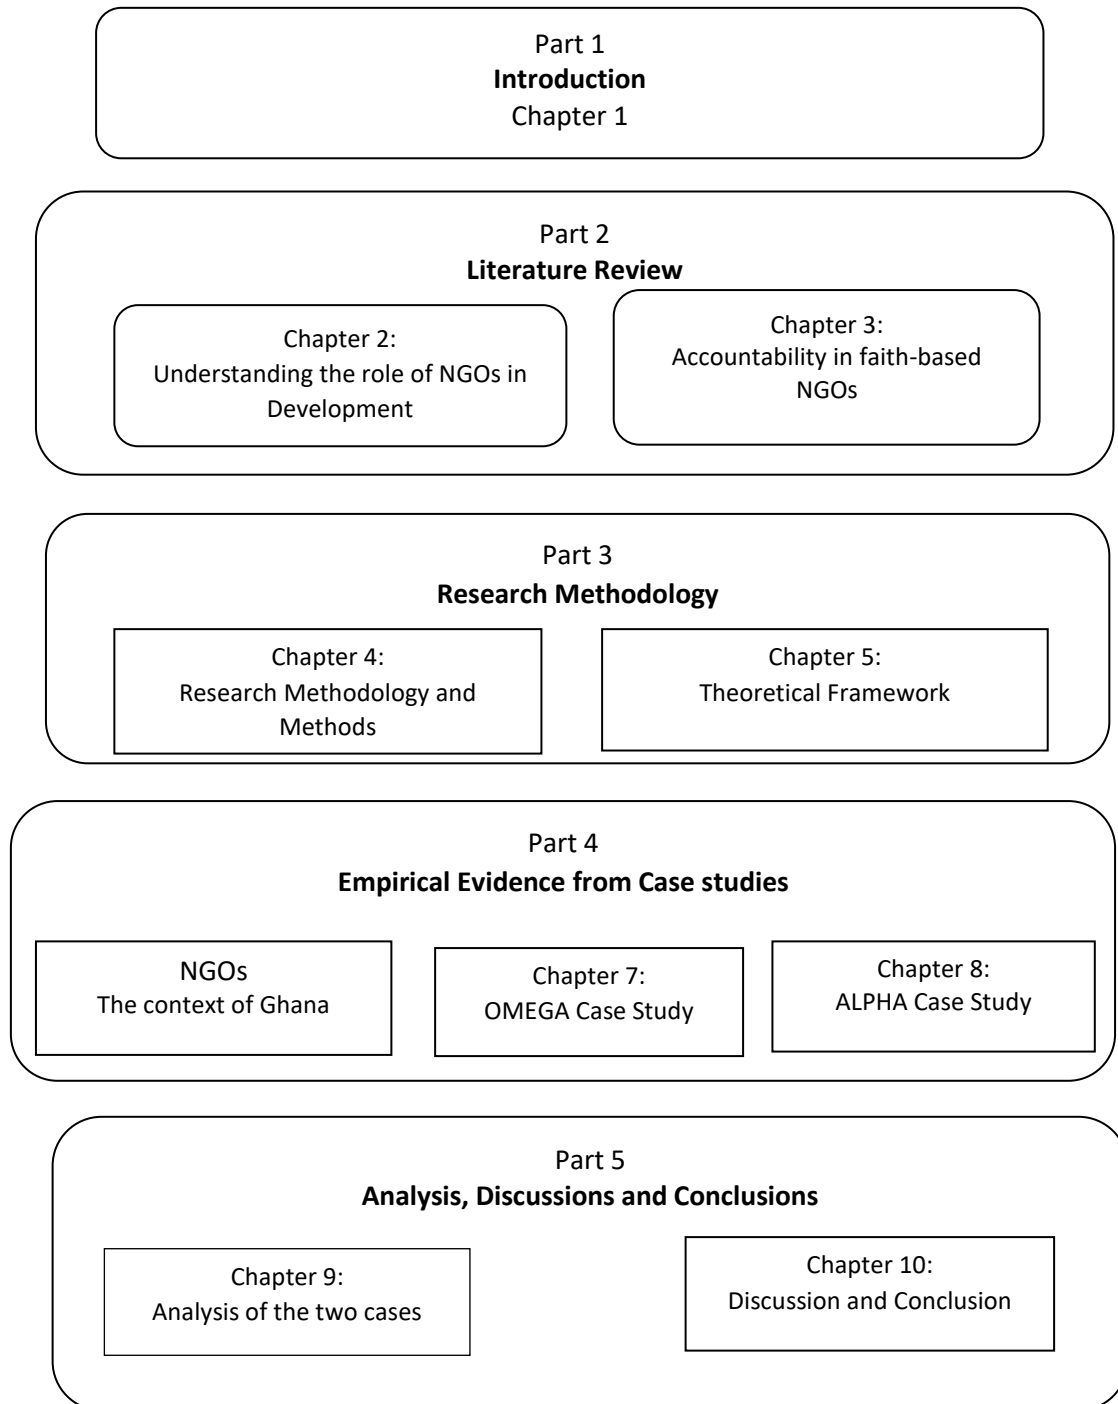 Part 1
Introduction
Chapter 1
Part 2
Literature Review
Chapter 2:
Understanding the role of NGOs in
Development
Chapter 3:
Accountability in faith-based
NGOs
Part 3
Research Methodology
Chapter 4:
Research Methodology and
Methods
Chapter 5:
Theoretical Framework
Part 4
Empirical Evidence from Case studies
NGOs
The context of Ghana
Chapter 7:
OMEGA Case Study
Chapter 8:
ALPHA Case Study
Part 5
Analysis, Discussions and Conclusions
Chapter 9:
Analysis of the two cases
Chapter 10:
Discussion and Conclusion